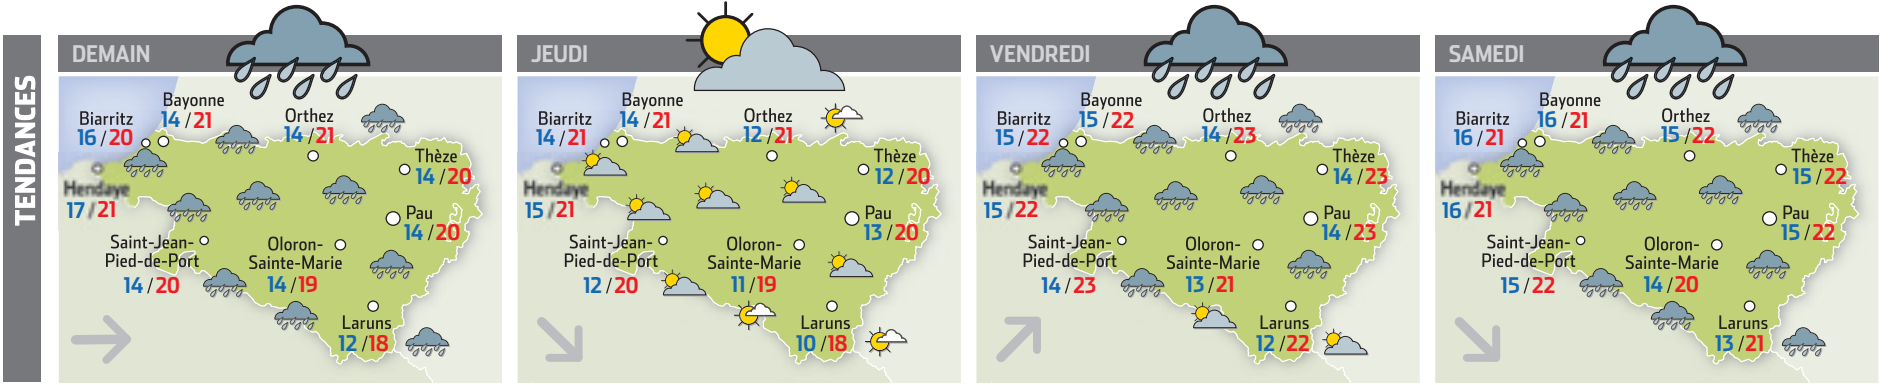 TENDANCES
DEMAIN
Bayonne
14/21
Biarritz
16/20
Orthez
14/21
Thèze
14/20
Hendaye
17/21
Pau
14/20
Saint-Jean-
Pied-de-Port
14/20
Oloron-
Sainte-Marie
14/19
Laruns
12/18
JEUDI
Bayonne
14/21
Biarritz
14/21
Orthez
12/21
Thèze
12/20
Hendaye
15/21
Pau
13/20
Saint-Jean-
Pied-de-Port
12/20
Oloron-
Sainte-Marie
11/19
Laruns
10/18
VENDREDI
Bayonne
15/22
Biarritz
15/22
Orthez
14/23
Thèze
14/23
Hendaye
15/22
Pau
14/23
Saint-Jean-
Pied-de-Port
14/23
Oloron-
Sainte-Marie
13/21
Laruns
12/22
SAMEDI
Bayonne
16/21
Biarritz
16/21
Orthez
15/22
Thèze
15/22
Hendaye
16/21
Pau
15/22
Saint-Jean-
Pied-de-Port
15/22
Oloron-
Sainte-Marie
14/20
Laruns
13/21